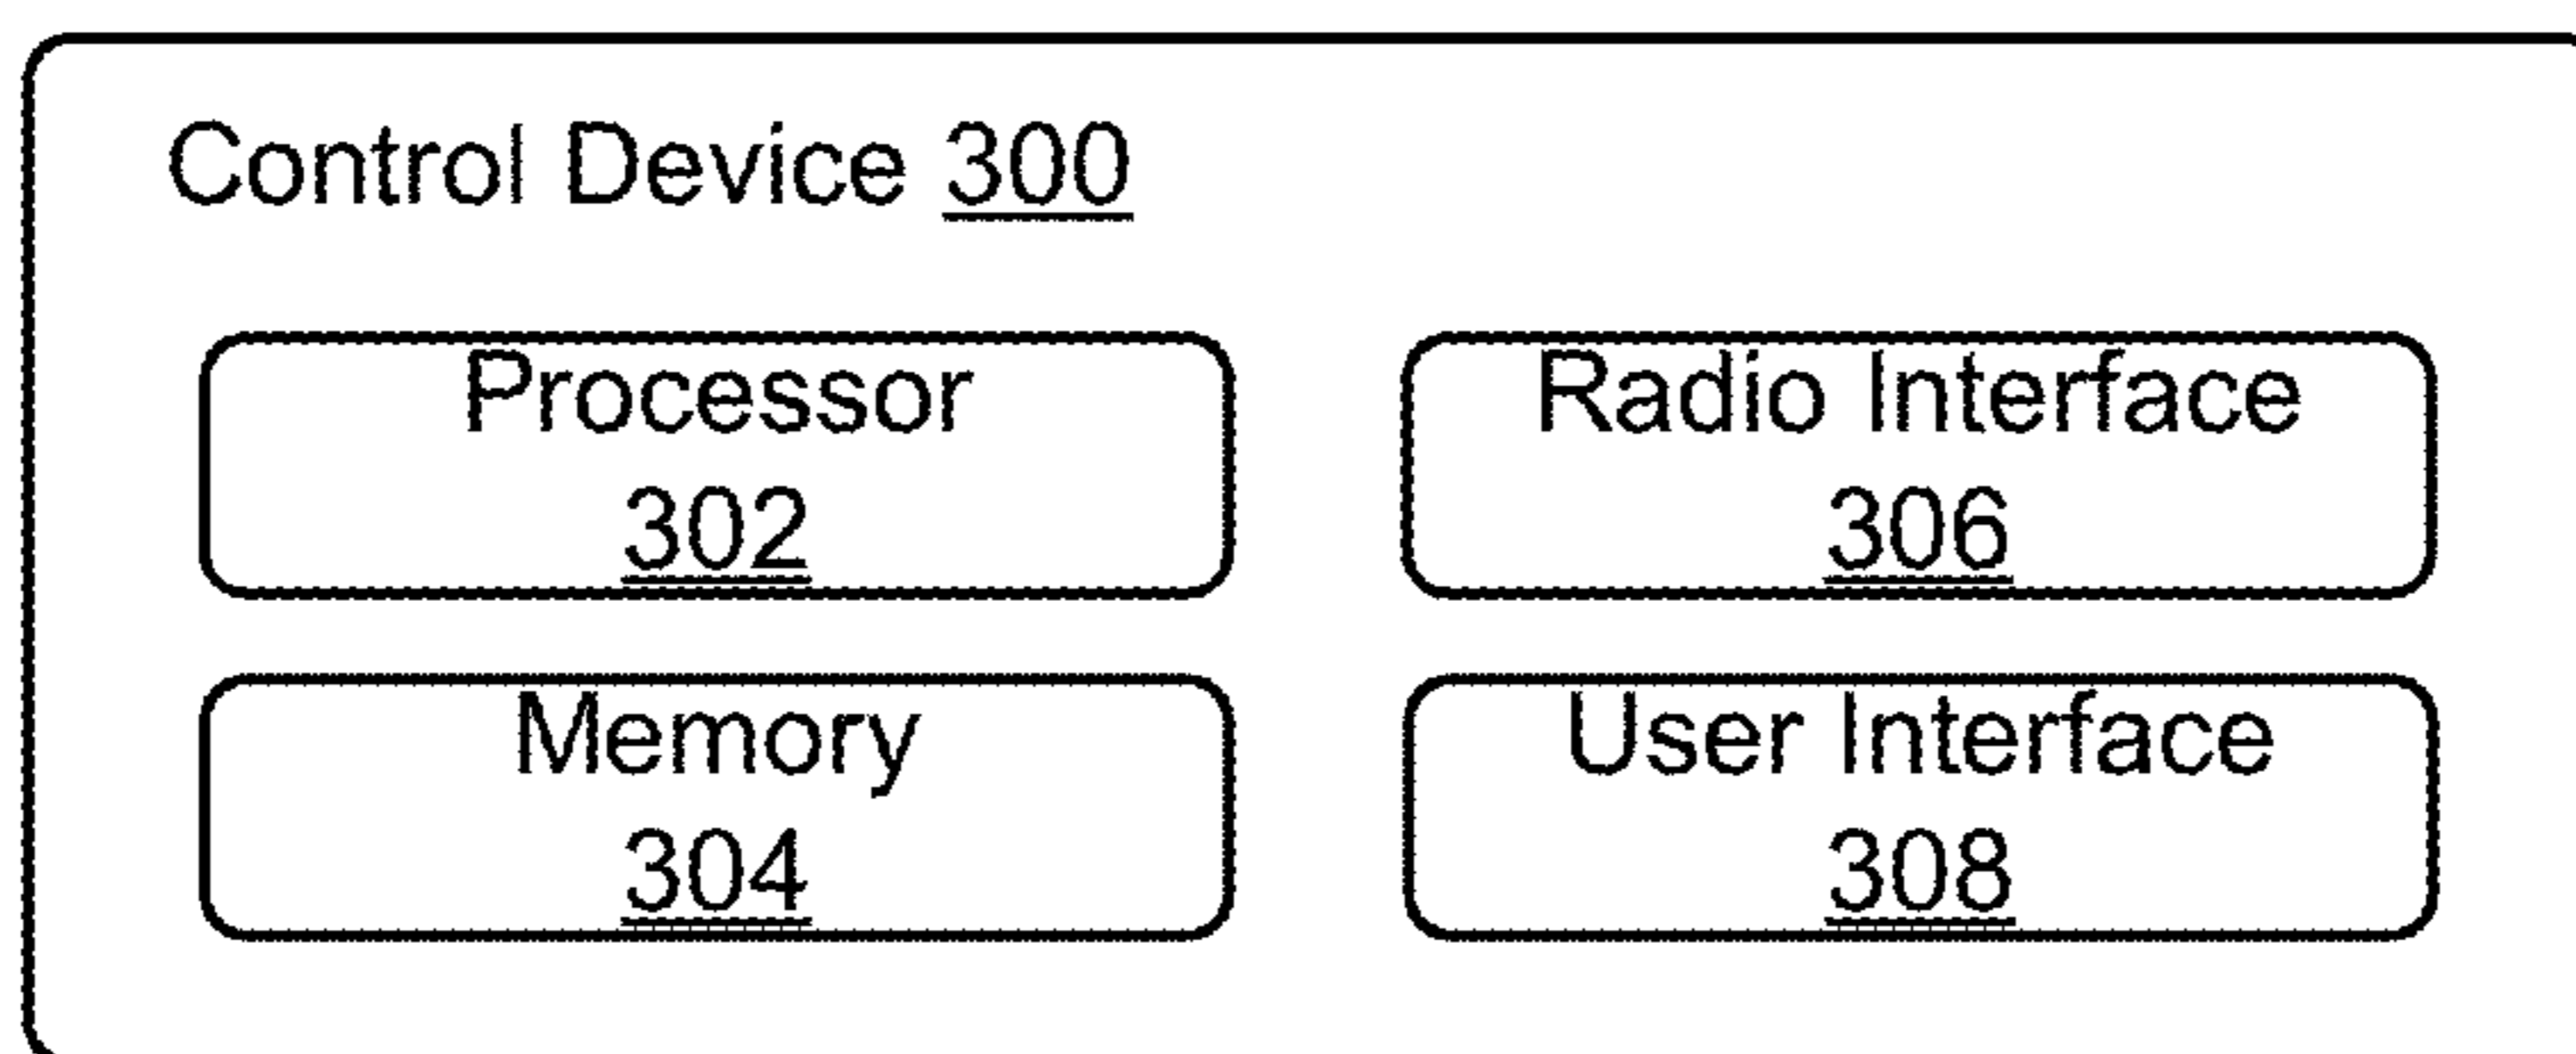 Control Device 300
Processor
302
Radio Interface
306
Memory
304
User Interface
308